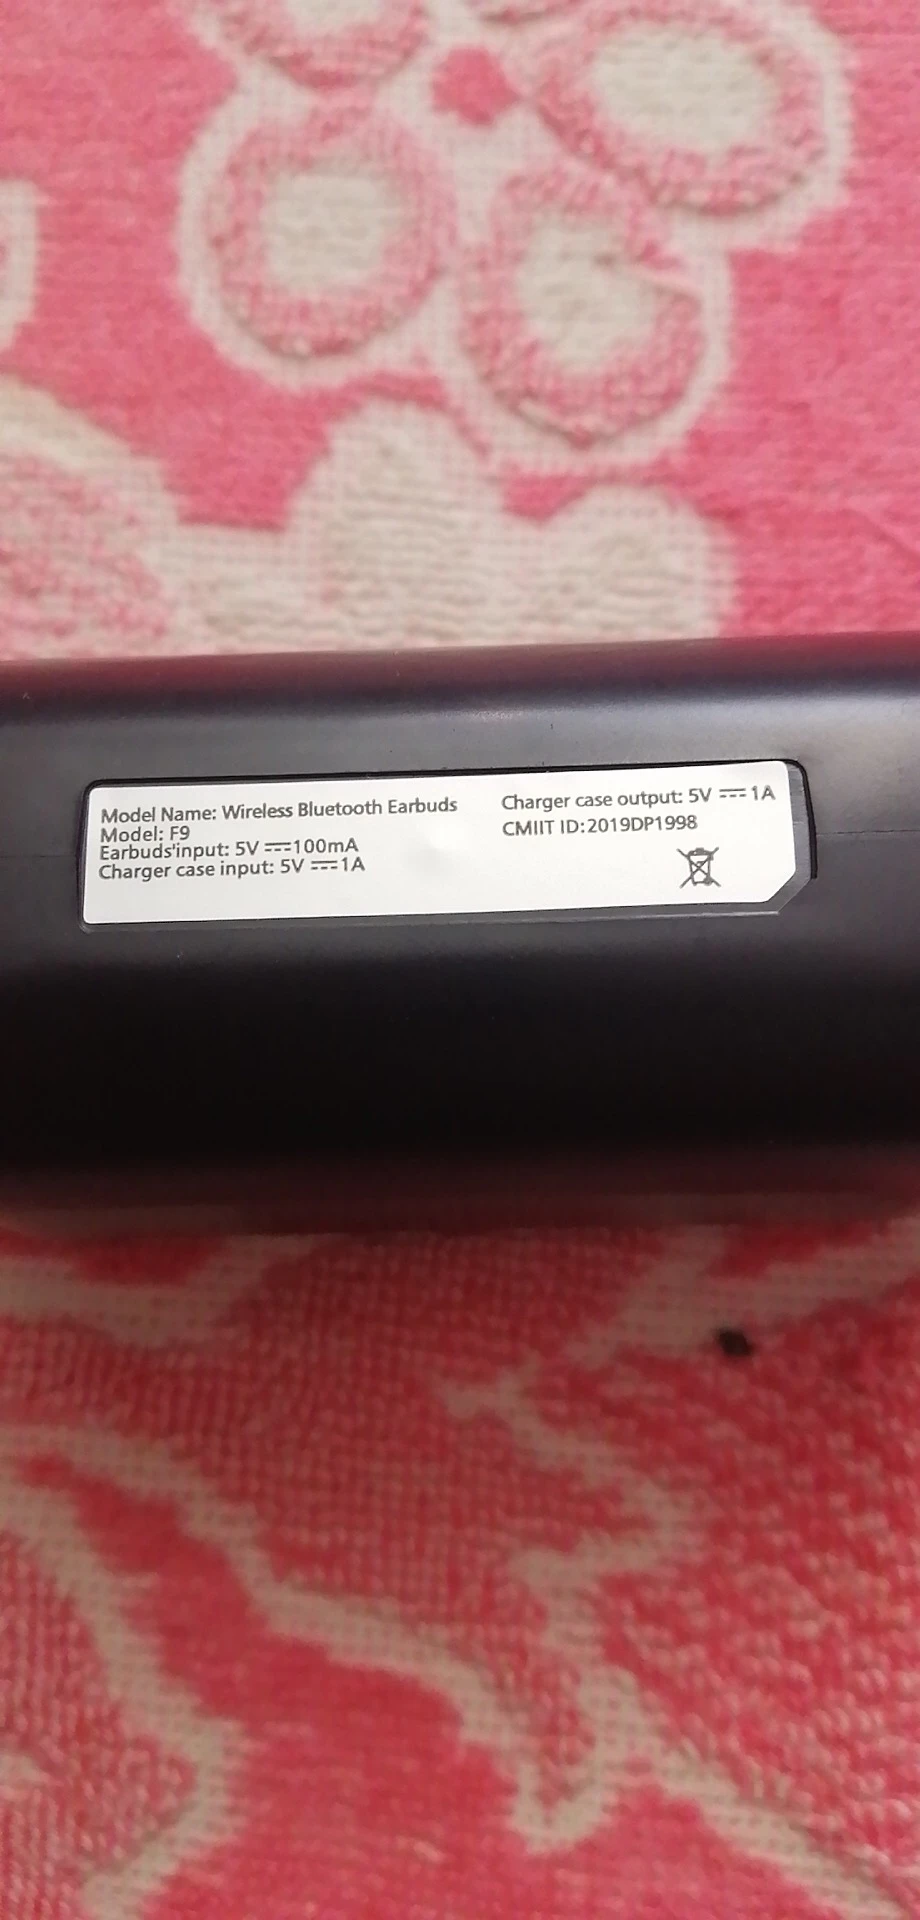 Model Name: Wireless Bluetooth Earbuds
Model: F9
Earbuds'input: 5V ⎓100mA
Charger case input: 5V ⎓1A
Charger case output: 5V ⎓1A
CMIIT ID:2019DP1998